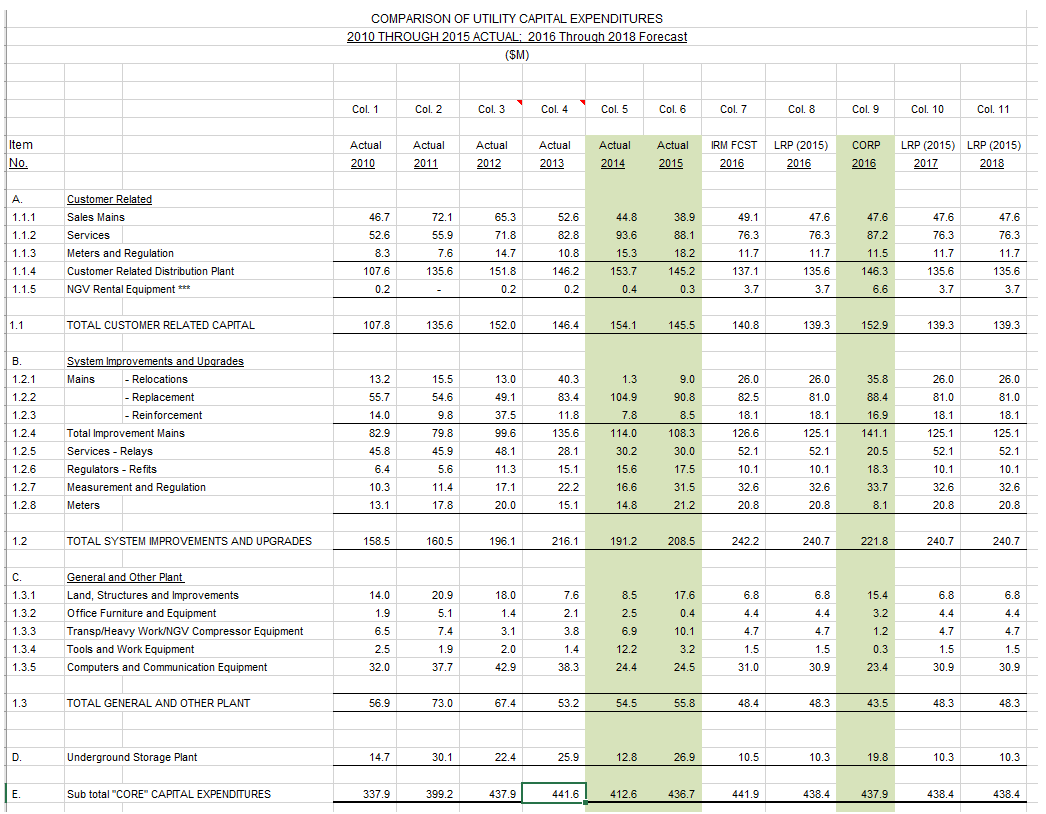 COMPARISON OF UTILITY CAPITAL EXPENDITURES
2010 THROUGH 2015 ACTUAL; 2016 Through 2018 Forecast
($M)
Col. 1 Col. 2 Col. 3 Col. 4 Col. 5 Col. 6 Col. 7 Col. 8 Col. 9 Col. 10 Col. 11
Item Actual Actual Actual Actual Actual Actual IRM FCST LRP (2015) CORP LRP (2015) LRP (2015)
No. 2010 2011 2012 2013 2014 2015 2016 2016 2016 2017 2018
A. Customer Related
1.1.1 Sales Mains 46.7 72.1 65.3 52.6 44.8 38.9 49.1 47.6 47.6 47.6 47.6
1.1.2 Services 52.6 55.9 71.8 82.8 93.6 88.1 76.3 76.3 87.2 76.3 76.3
1.1.3 Meters and Regulation 8.3 7.6 14.7 10.8 15.3 18.2 11.7 11.7 11.5 11.7 11.7
1.1.4 Customer Related Distribution Plant 107.6 135.6 151.8 146.2 153.7 145.2 137.1 135.6 146.3 135.6 135.6
1.1.5 NGV Rental Equipment *** 0.2 - 0.2 0.2 0.4 0.3 3.7 3.7 6.6 3.7 3.7
1.1 TOTAL CUSTOMER RELATED CAPITAL 107.8 135.6 152.0 146.4 154.1 145.5 140.8 139.3 152.9 139.3 139.3
B. System Improvements and Upgrades
1.2.1 Mains - Relocations 13.2 15.5 13.0 40.3 1.3 9.0 26.0 26.0 35.8 26.0 26.0
1.2.2 - Replacement 55.7 54.6 49.1 83.4 104.9 90.8 82.5 81.0 88.4 81.0 81.0
1.2.3 - Reinforcement 14.0 9.8 37.5 11.8 7.8 8.5 18.1 18.1 16.9 18.1 18.1
1.2.4 Total Improvement Mains 82.9 79.8 99.6 135.6 114.0 108.3 126.6 125.1 141.1 125.1 125.1
1.2.5 Services - Relays 45.8 45.9 48.1 28.1 30.2 30.0 52.1 52.1 20.5 52.1 52.1
1.2.6 Regulators - Refits 6.4 5.6 11.3 15.1 15.6 17.5 10.1 10.1 18.3 10.1 10.1
1.2.7 Measurement and Regulation 10.3 11.4 17.1 22.2 16.6 31.5 32.6 32.6 33.7 32.6 32.6
1.2.8 Meters 13.1 17.8 20.0 15.1 14.8 21.2 20.8 20.8 8.1 20.8 20.8
1.2 TOTAL SYSTEM IMPROVEMENTS AND UPGRADES 158.5 160.5 196.1 216.1 191.2 208.5 242.2 240.7 221.8 240.7 240.7
C. General and Other Plant
1.3.1 Land, Structures and Improvements 14.0 20.9 18.0 7.6 8.5 17.6 6.8 6.8 15.4 6.8 6.8
1.3.2 Office Furniture and Equipment 1.9 5.1 1.4 2.1 2.5 0.4 4.4 4.4 3.2 4.4 4.4
1.3.3 Transp/Heavy Work/NGV Compressor Equipment 6.5 7.4 3.1 3.8 6.9 10.1 4.7 4.7 1.2 4.7 4.7
1.3.4 Tools and Work Equipment 2.5 1.9 2.0 1.4 12.2 3.2 1.5 1.5 0.3 1.5 1.5
1.3.5 Computers and Communication Equipment 32.0 37.7 42.9 38.3 24.4 24.5 31.0 30.9 23.4 30.9 30.9
1.3 TOTAL GENERAL AND OTHER PLANT 56.9 73.0 67.4 53.2 54.5 55.8 48.4 48.3 43.5 48.3 48.3
D. Underground Storage Plant 14.7 30.1 22.4 25.9 12.8 26.9 10.5 10.3 19.8 10.3 10.3
E. Sub total "CORE" CAPITAL EXPENDITURES 337.9 399.2 437.9 441.6 412.6 436.7 441.9 438.4 437.9 438.4 438.4